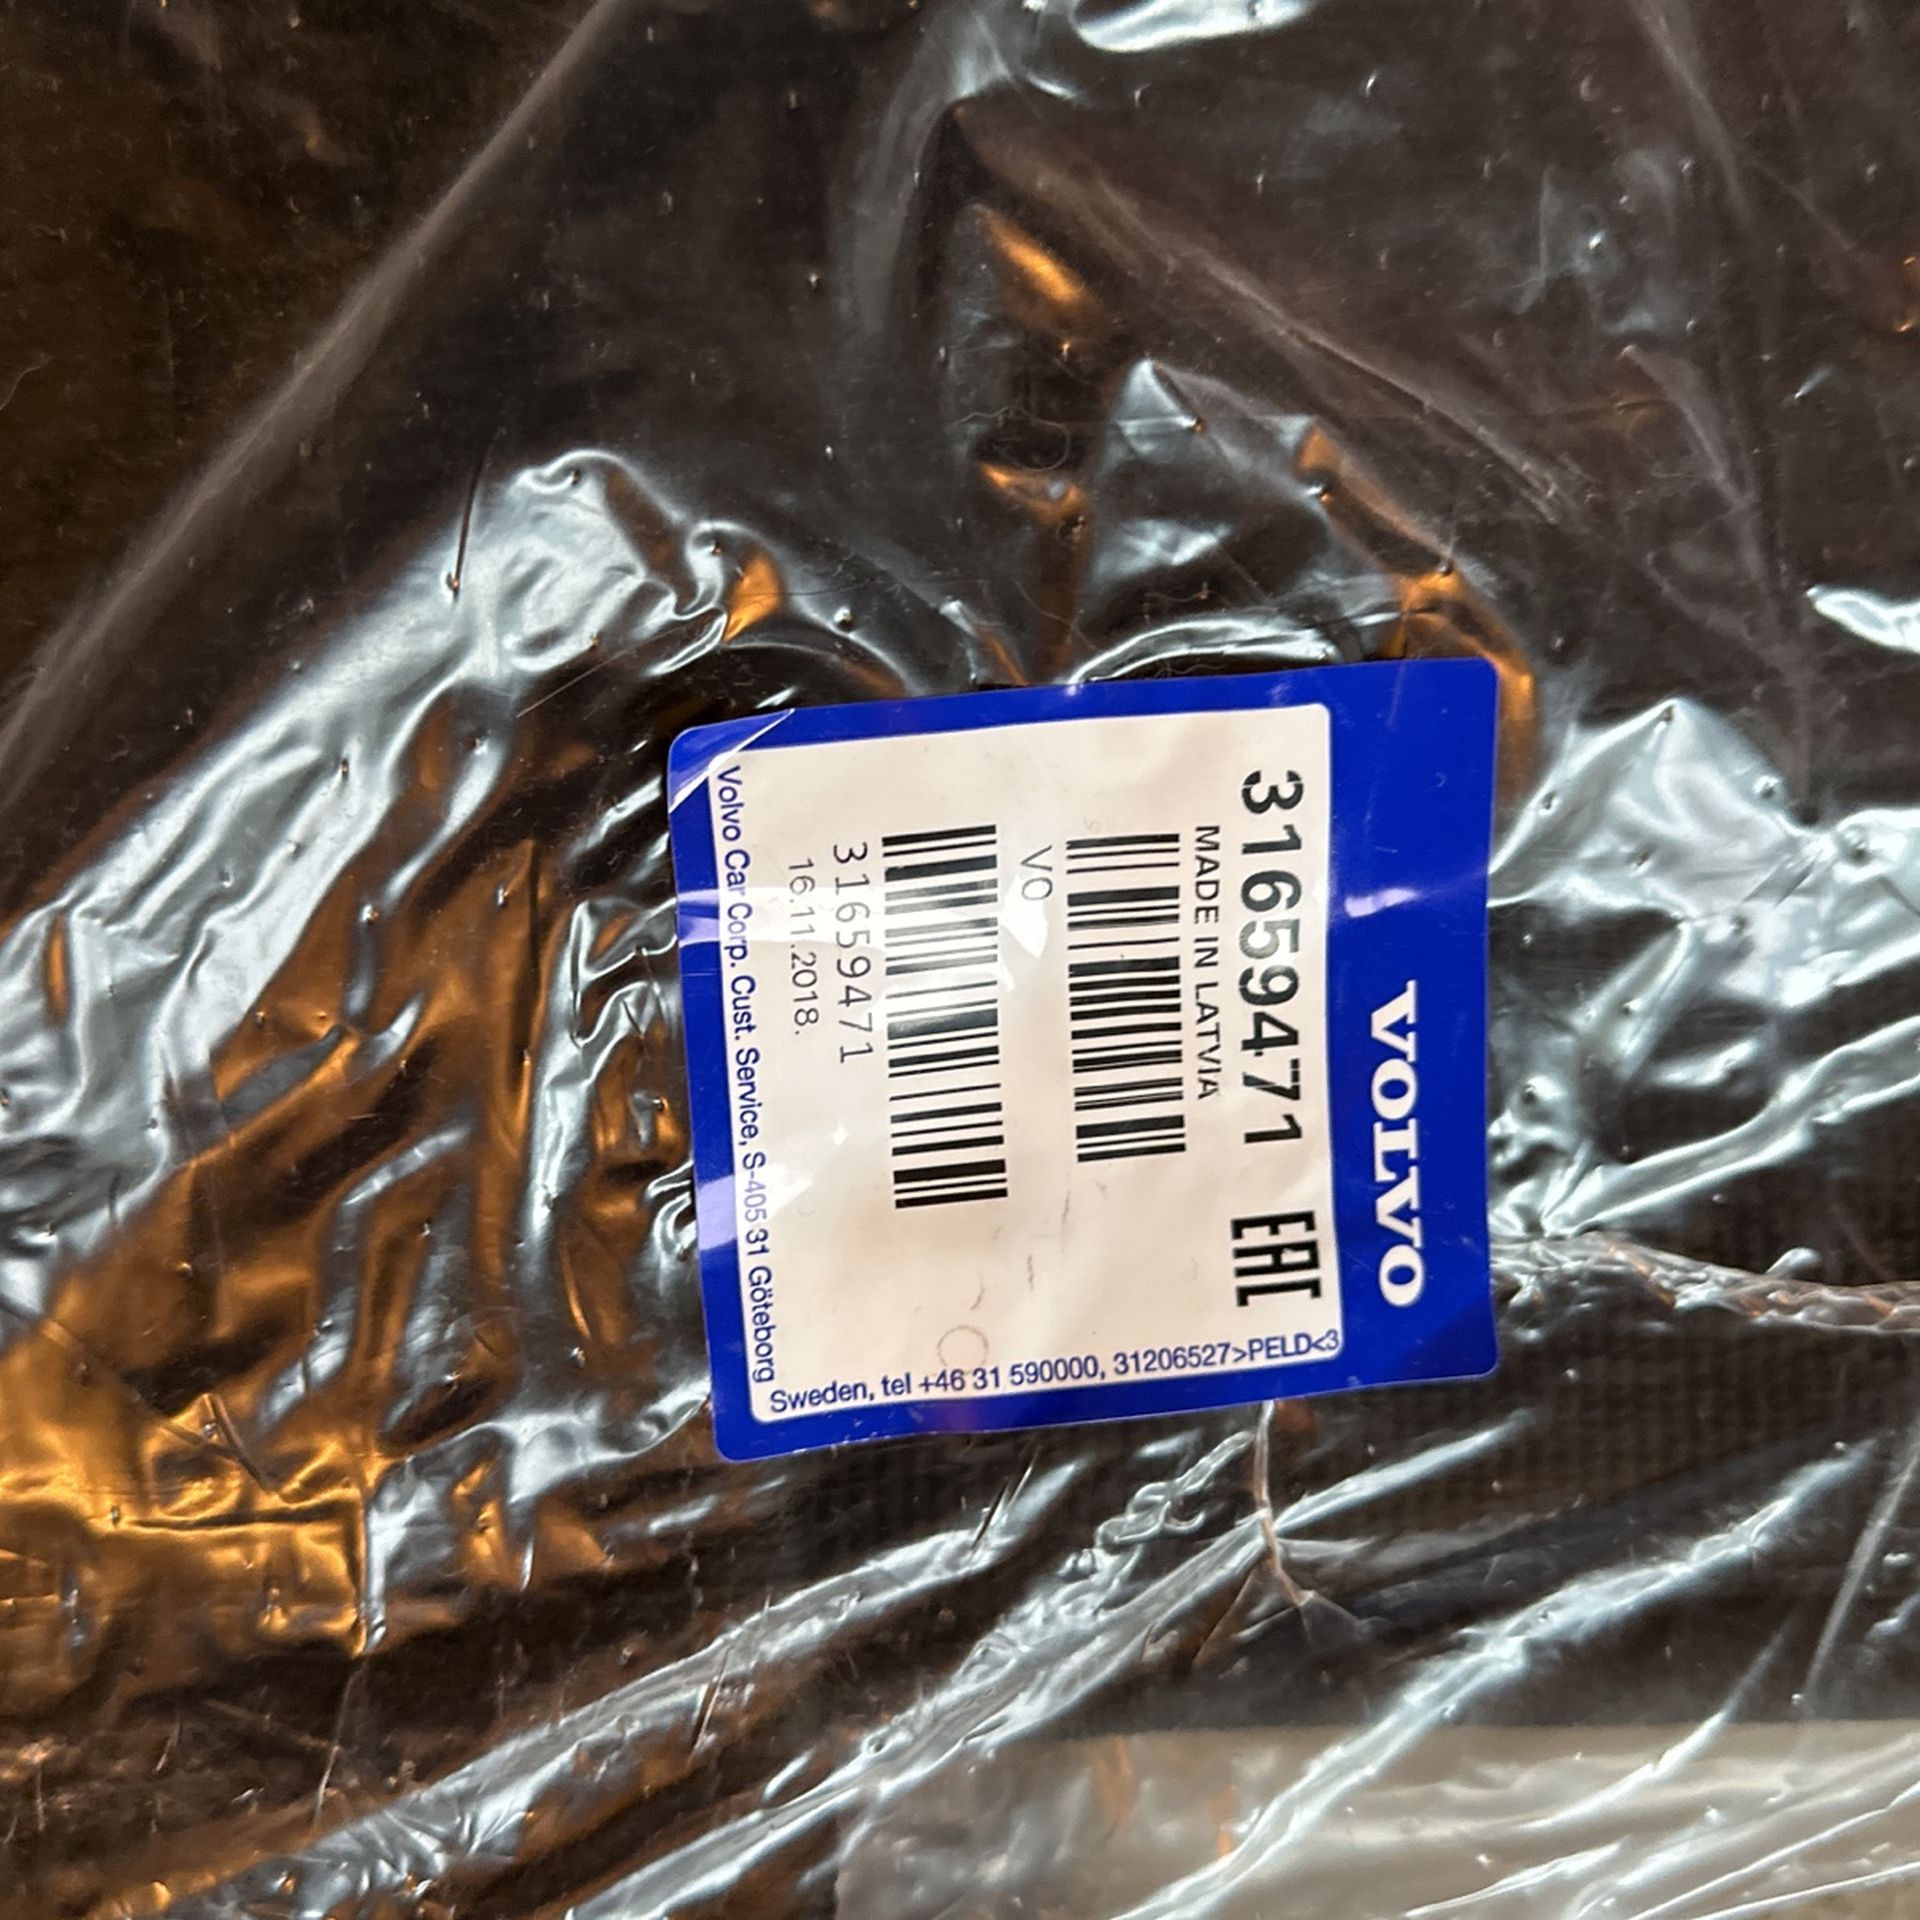 VOLVO
31659471 EAC
MADE IN LATVIA
VO
31659471
16.11.2018.
Volvo Car Corp. Cust. Service, S-405 31 Göteborg
Sweden, tel +46 31 590000, 31206527>PELD<3